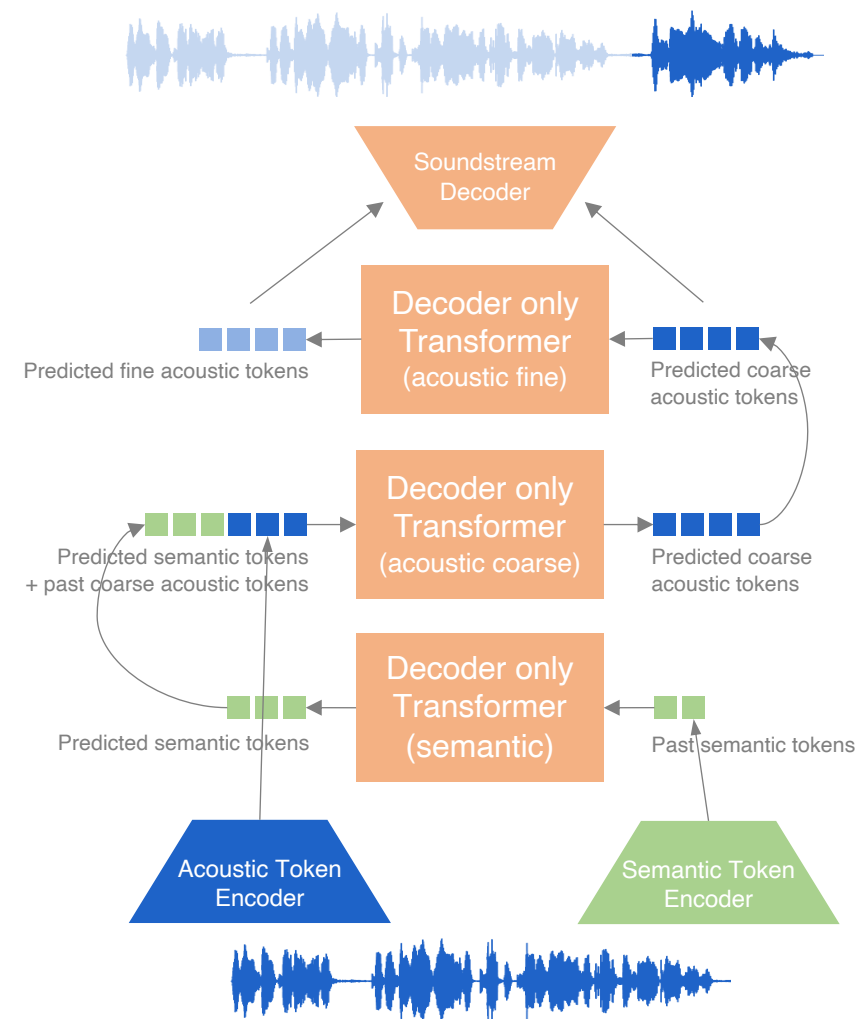 Soundstream
Decoder
Decoder only
Transformer
(acoustic fine)
Predicted fine acoustic tokens
Predicted coarse
acoustic tokens
Decoder only
Transformer
(acoustic coarse)
Predicted semantic tokens
+ past coarse acoustic tokens
Predicted coarse
acoustic tokens
Decoder only
Transformer
(semantic)
Predicted semantic tokens
Past semantic tokens
Acoustic Token
Encoder
Semantic Token
Encoder